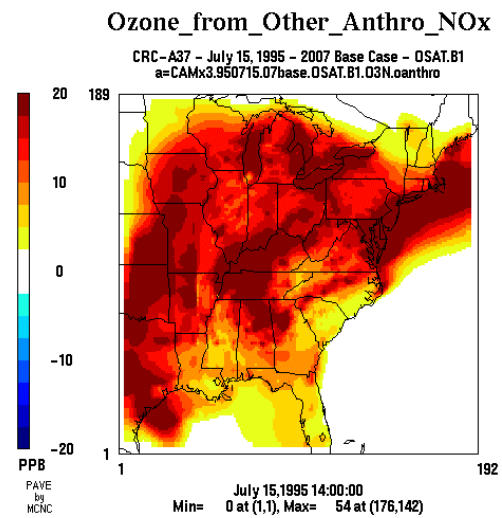 Ozone_from_Other_Anthro_NOx
CRC-A37 - July 15, 1995 - 2007 Base Case - OSAT.B1
a=CAMx3.950715.07base.OSAT.B1.O3N.oanthro
20
10
0
-10
-20
PPB
PAVE
by
MCNC
189
1
1
192
July 15,1995 14:00:00
Min= 0 at (1,1), Max= 54 at (176,142)